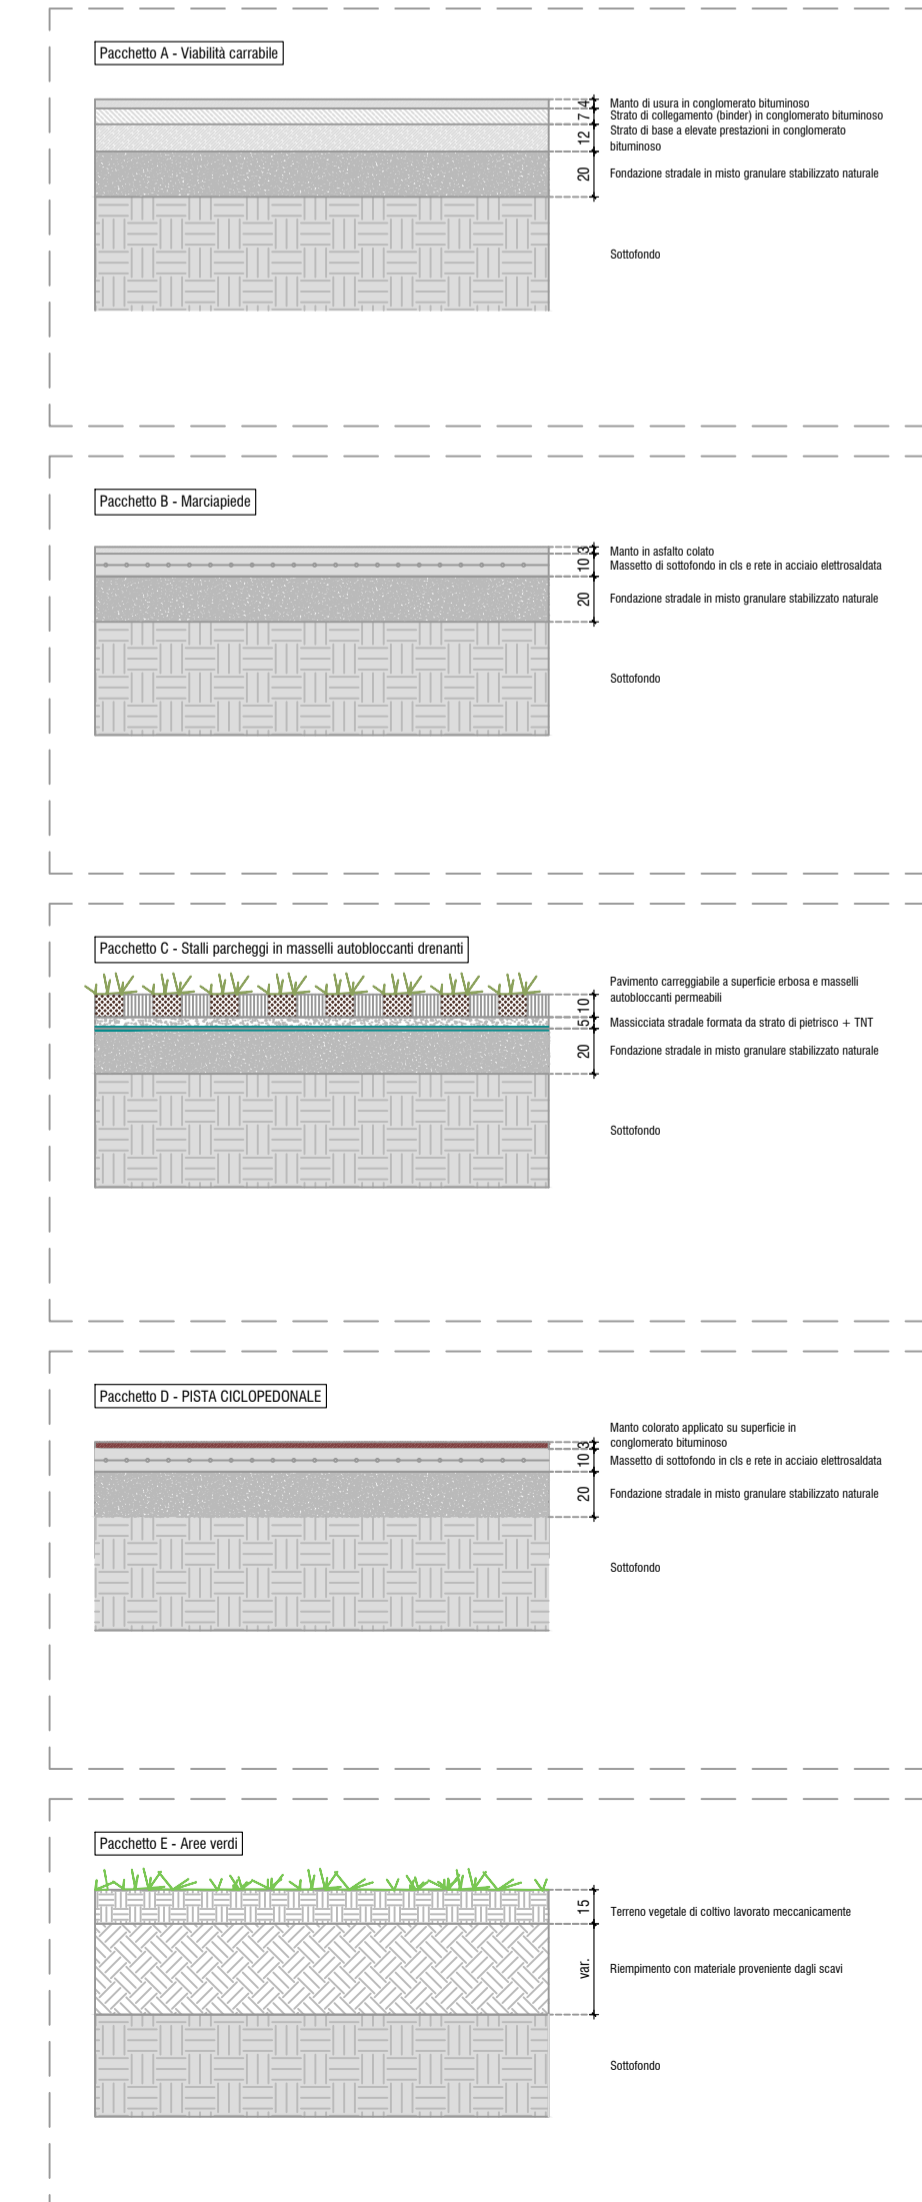 Pacchetto A - Viabilità carrabile
4
Manto di usura in conglomerato bituminoso
7
Strato di collegamento (binder) in conglomerato bituminoso
12
Strato di base a elevate prestazioni in conglomerato
bituminoso
20
Fondazione stradale in misto granulare stabilizzato naturale
Sottofondo
Pacchetto B - Marciapiede
3
Manto in asfalto colato
10
Massetto di sottofondo in cls e rete in acciaio elettrosaldata
20
Fondazione stradale in misto granulare stabilizzato naturale
Sottofondo
Pacchetto C - Stalli parcheggi in masselli autobloccanti drenanti
10
Pavimento carreggiabile a superficie erbosa e masselli
autobloccanti permeabili
5
Massicciata stradale formata da strato di pietrisco + TNT
20
Fondazione stradale in misto granulare stabilizzato naturale
Sottofondo
Pacchetto D - PISTA CICLOPEDONALE
3
Manto colorato applicato su superficie in
conglomerato bituminoso
10
Massetto di sottofondo in cls e rete in acciaio elettrosaldata
20
Fondazione stradale in misto granulare stabilizzato naturale
Sottofondo
Pacchetto E - Aree verdi
15
Terreno vegetale di coltivo lavorato meccanicamente
var.
Riempimento con materiale proveniente dagli scavi
Sottofondo